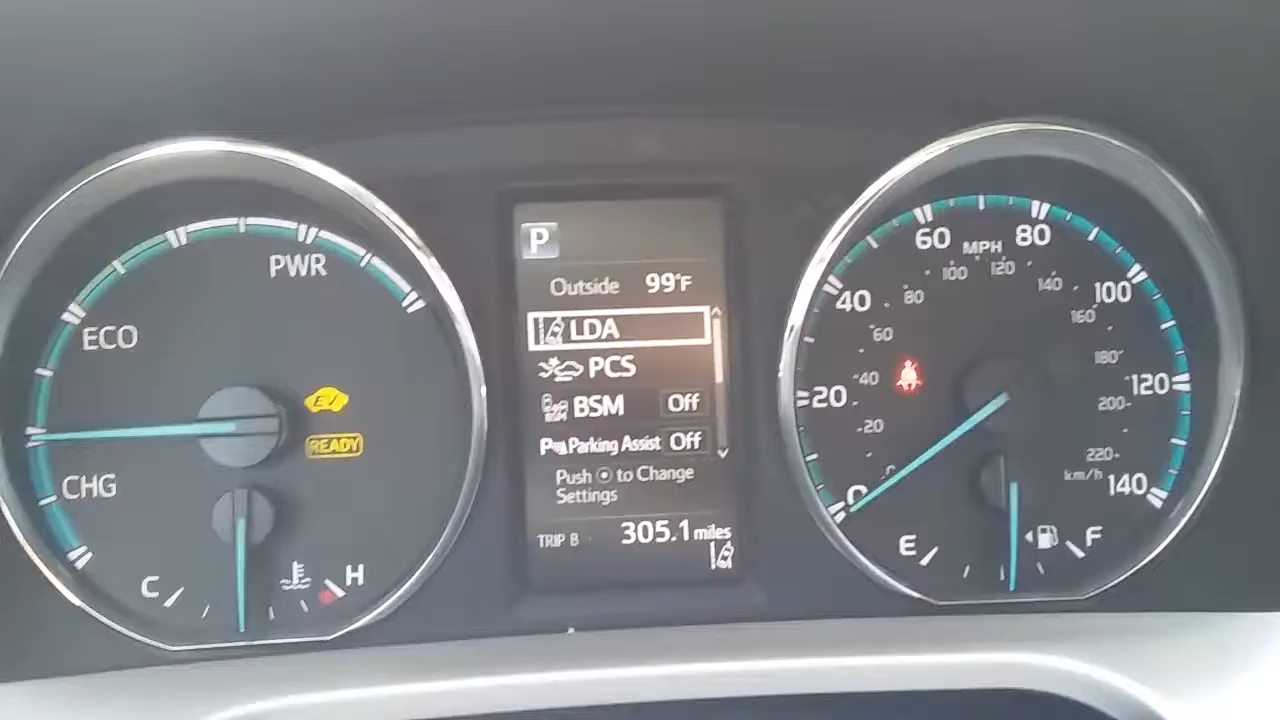 PWR
ECO
CHG
EV
READY
C
H
P
Outside 99°F
LDA
PCS
BSM Off
Parking Assist Off
Push to Change
Settings
TRIP B 305.1 miles
MPH
0
20
40
60
80
100
120
140
0
20
40
60
80
100
120
140
160
180
200
220
km/h
E
F